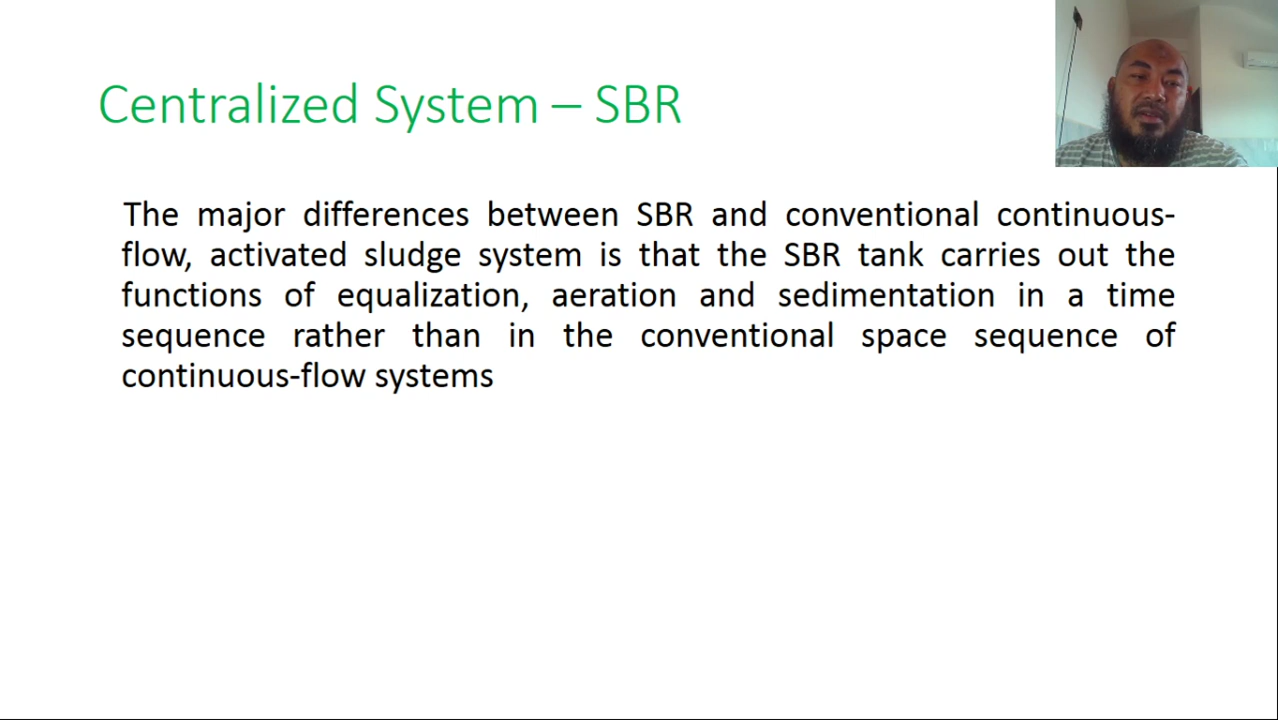 Centralized System – SBR
The major differences between SBR and conventional continuous-
flow, activated sludge system is that the SBR tank carries out the
functions of equalization, aeration and sedimentation in a time
sequence rather than in the conventional space sequence of
continuous-flow systems